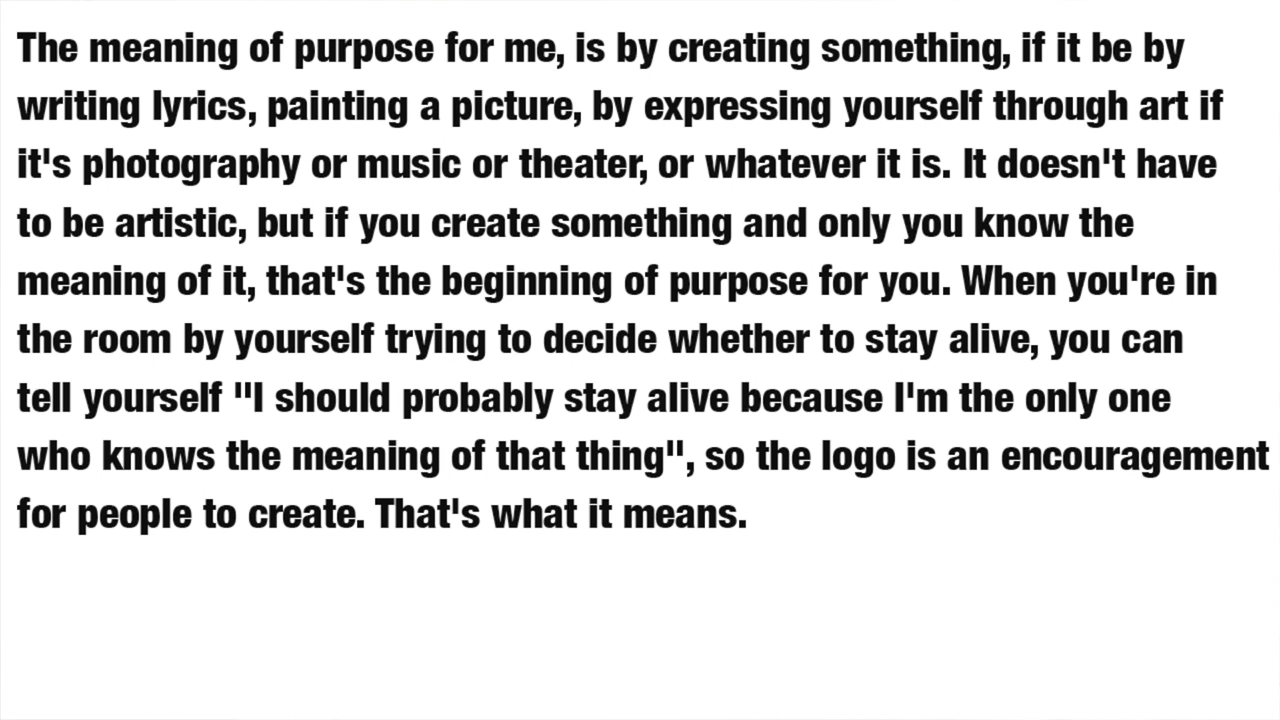 The meaning of purpose for me, is by creating something, if it be by
writing lyrics, painting a picture, by expressing yourself through art if
it's photography or music or theater, or whatever it is. It doesn't have
to be artistic, but if you create something and only you know the
meaning of it, that's the beginning of purpose for you. When you're in
the room by yourself trying to decide whether to stay alive, you can
tell yourself "I should probably stay alive because I'm the only one
who knows the meaning of that thing", so the logo is an encouragement
for people to create. That's what it means.